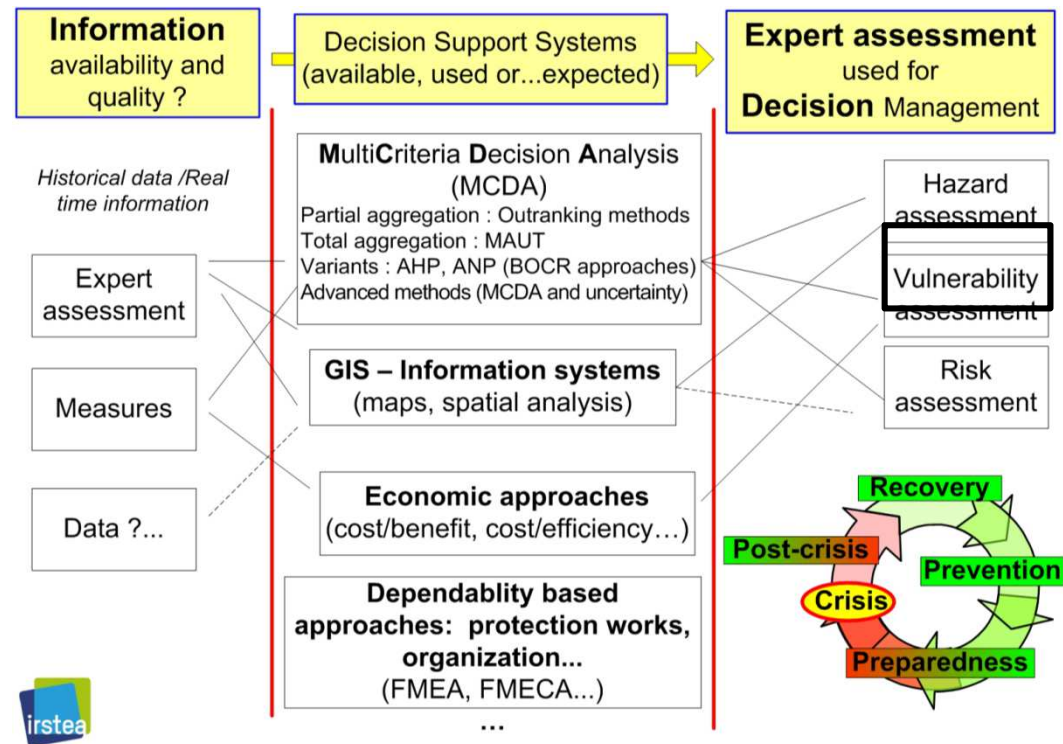 Information
availability and
quality ?
Decision Support Systems
(available, used or...expected)
Expert assessment
used for
Decision Management
Historical data /Real
time information
Expert
assessment
Measures
Data ?...
MultiCriteria Decision Analysis
(MCDA)
Partial aggregation : Outranking methods
Total aggregation : MAUT
Variants : AHP, ANP (BOCR approaches)
Advanced methods (MCDA and uncertainty)
GIS – Information systems
(maps, spatial analysis)
Economic approaches
(cost/benefit, cost/efficiency…)
Dependablity based
approaches: protection works,
organization...
(FMEA, FMECA...)
...
Hazard
assessment
Vulnerability
assessment
Risk
assessment
Recovery
Post-crisis
Prevention
Crisis
Preparedness
irstea